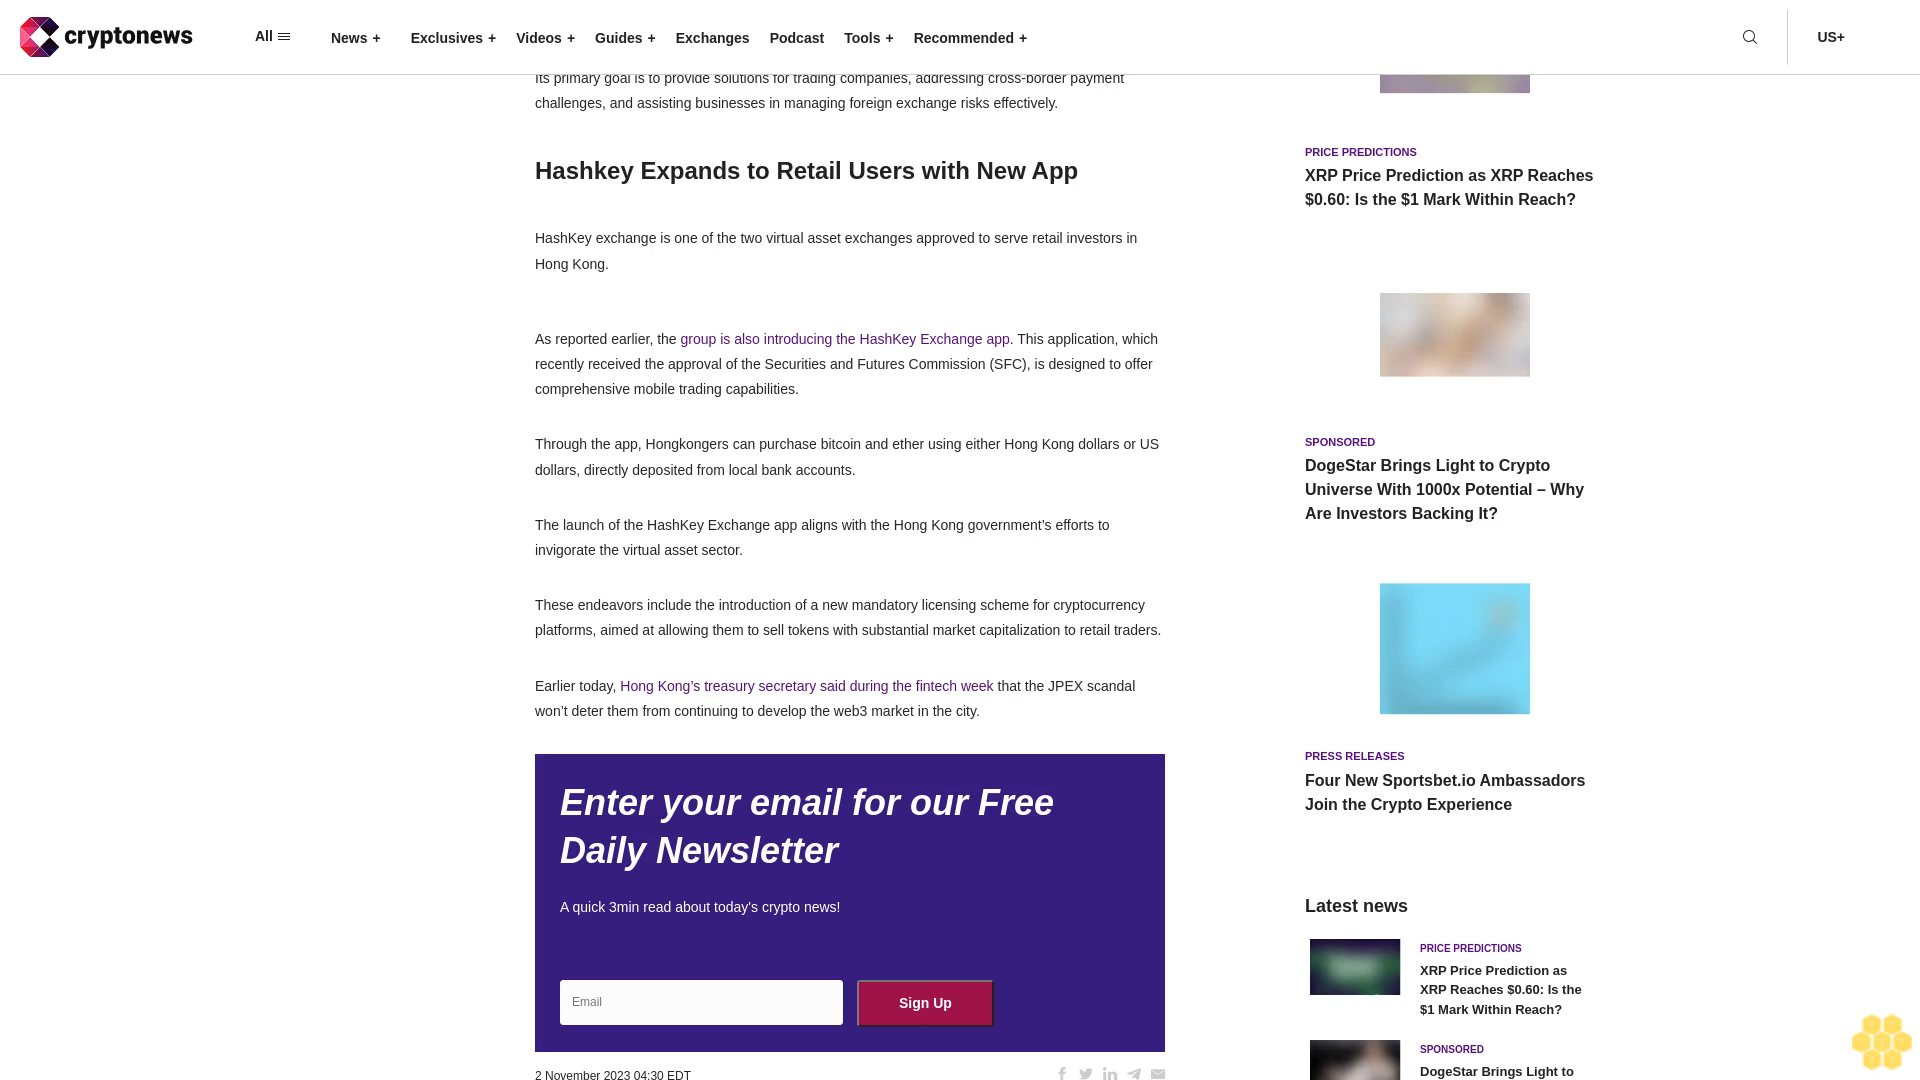 cryptonews
All
News +
Exclusives +
Videos +
Guides +
Exchanges
Podcast
Tools +
Recommended +
US+
Its primary goal is to provide solutions for trading companies, addressing cross-border payment
challenges, and assisting businesses in managing foreign exchange risks effectively.
Hashkey Expands to Retail Users with New App
HashKey exchange is one of the two virtual asset exchanges approved to serve retail investors in
Hong Kong.
As reported earlier, the group is also introducing the HashKey Exchange app. This application, which
recently received the approval of the Securities and Futures Commission (SFC), is designed to offer
comprehensive mobile trading capabilities.
Through the app, Hongkongers can purchase bitcoin and ether using either Hong Kong dollars or US
dollars, directly deposited from local bank accounts.
The launch of the HashKey Exchange app aligns with the Hong Kong government’s efforts to
invigorate the virtual asset sector.
These endeavors include the introduction of a new mandatory licensing scheme for cryptocurrency
platforms, aimed at allowing them to sell tokens with substantial market capitalization to retail traders.
Earlier today, Hong Kong’s treasury secretary said during the fintech week that the JPEX scandal
won’t deter them from continuing to develop the web3 market in the city.
Enter your email for our Free
Daily Newsletter
A quick 3min read about today's crypto news!
Email
Sign Up
2 November 2023 04:30 EDT
PRICE PREDICTIONS
XRP Price Prediction as XRP Reaches
$0.60: Is the $1 Mark Within Reach?
SPONSORED
DogeStar Brings Light to Crypto
Universe With 1000x Potential – Why
Are Investors Backing It?
PRESS RELEASES
Four New Sportsbet.io Ambassadors
Join the Crypto Experience
Latest news
PRICE PREDICTIONS
XRP Price Prediction as
XRP Reaches $0.60: Is the
$1 Mark Within Reach?
SPONSORED
DogeStar Brings Light to